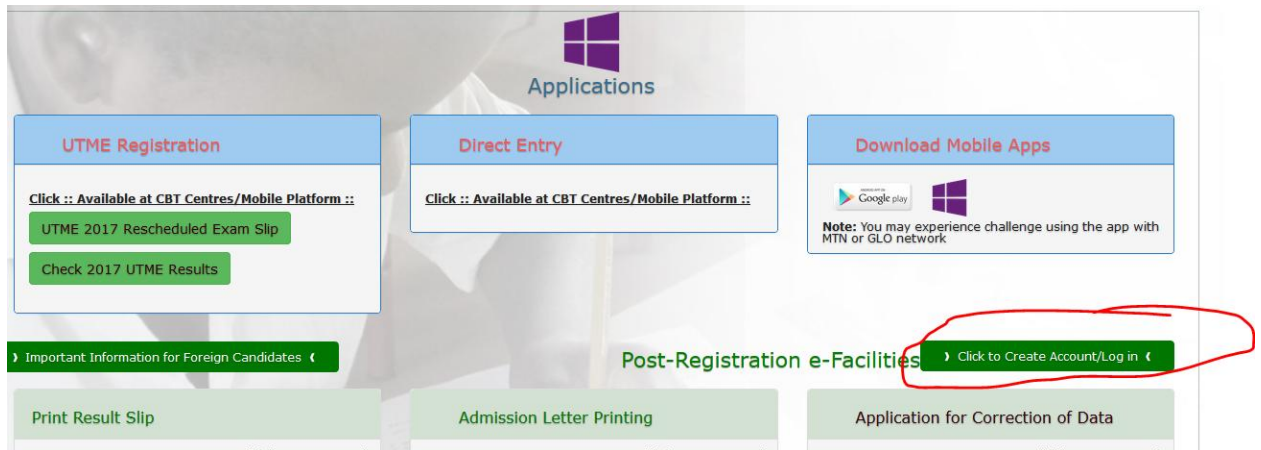 Applications
UTME Registration
Click :: Available at CBT Centres/Mobile Platform ::
UTME 2017 Rescheduled Exam Slip
Check 2017 UTME Results
Direct Entry
Click :: Available at CBT Centres/Mobile Platform ::
Download Mobile Apps
Google play
Note: You may experience challenge using the app with
MTN or GLO network
Important Information for Foreign Candidates
Post-Registration e-Facilities
Click to Create Account/Log in
Print Result Slip
Admission Letter Printing
Application for Correction of Data